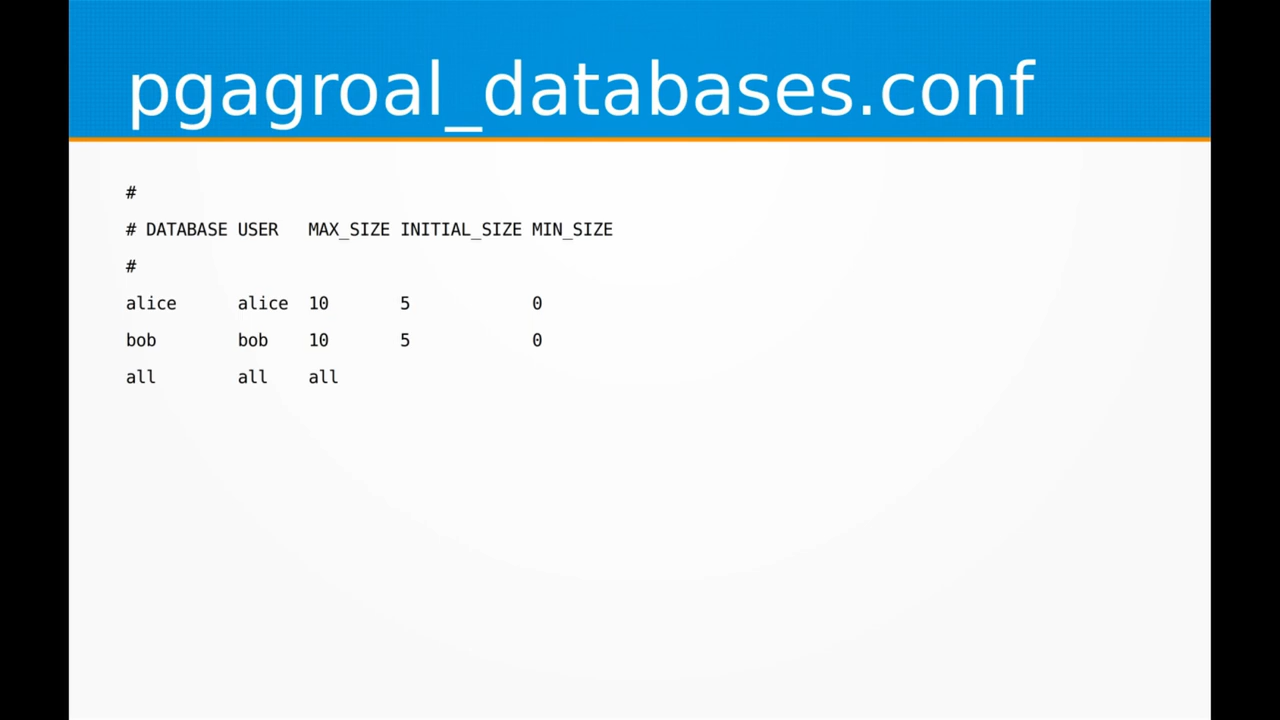 pgagroal_databases.conf
#
# DATABASE USER   MAX_SIZE INITIAL_SIZE MIN_SIZE
#
alice      alice  10       5            0
bob        bob    10       5            0
all        all    all